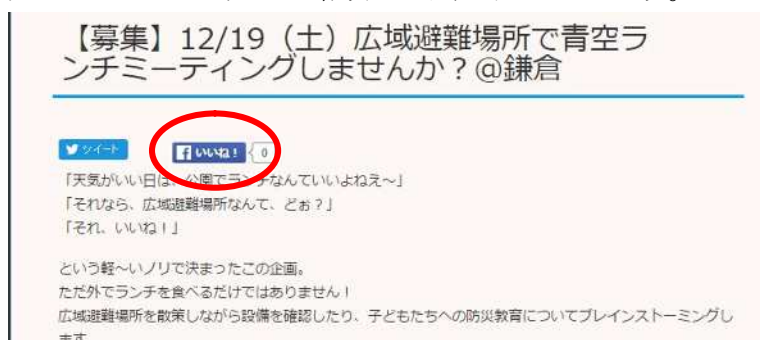 【募集】12/19（土）広域避難場所で青空ラ
ンチミーティングしませんか？@鎌倉
ツイート
いいね！ 0
「天気がいい日は、公園でランチなんていいよねえ～」
「それなら、広域避難場所なんて、どぉ？」
「それ、いいね！」
という軽～いノリで決まったこの企画。
ただ外でランチを食べるだけではありません！
広域避難場所を散策しながら設備を確認したり、子どもたちへの防災教育についてブレインストーミングし
ます